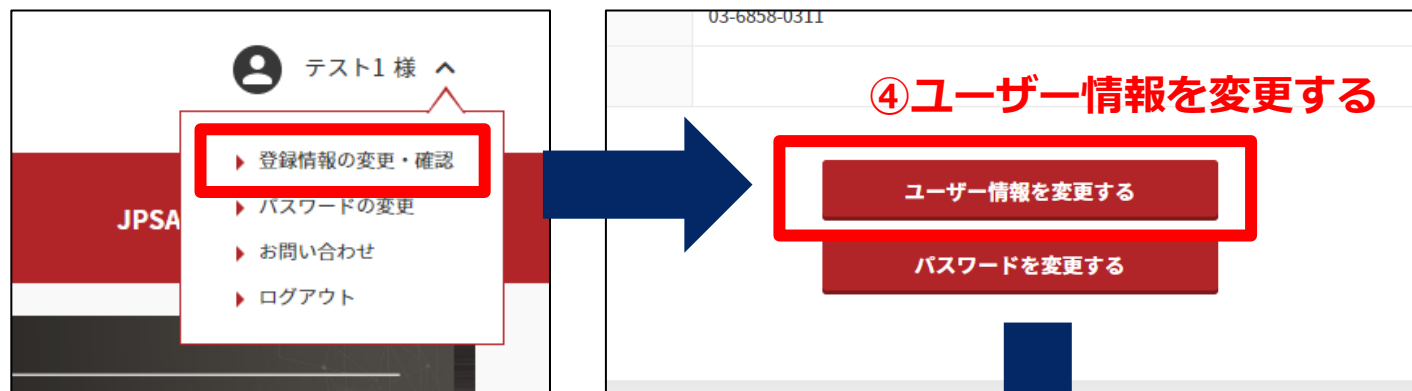 テスト1 様
登録情報の変更・確認
パスワードの変更
お問い合わせ
ログアウト
JPSA
03-6858-0311
④ユーザー情報を変更する
ユーザー情報を変更する
パスワードを変更する